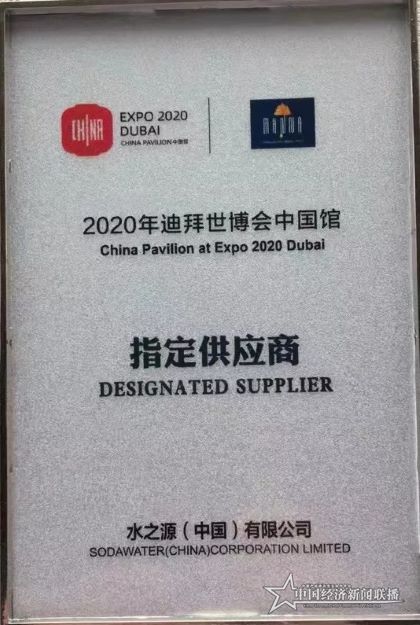 CHINA
EXPO 2020
DUBAI
CHINA PAVILION中国馆
MANNA
2020年迪拜世博会中国馆
China Pavilion at Expo 2020 Dubai
指定供应商
DESIGNATED SUPPLIER
水之源（中国）有限公司
SODAWATER(CHINA)CORPORATION LIMITED
中国经济新闻联播